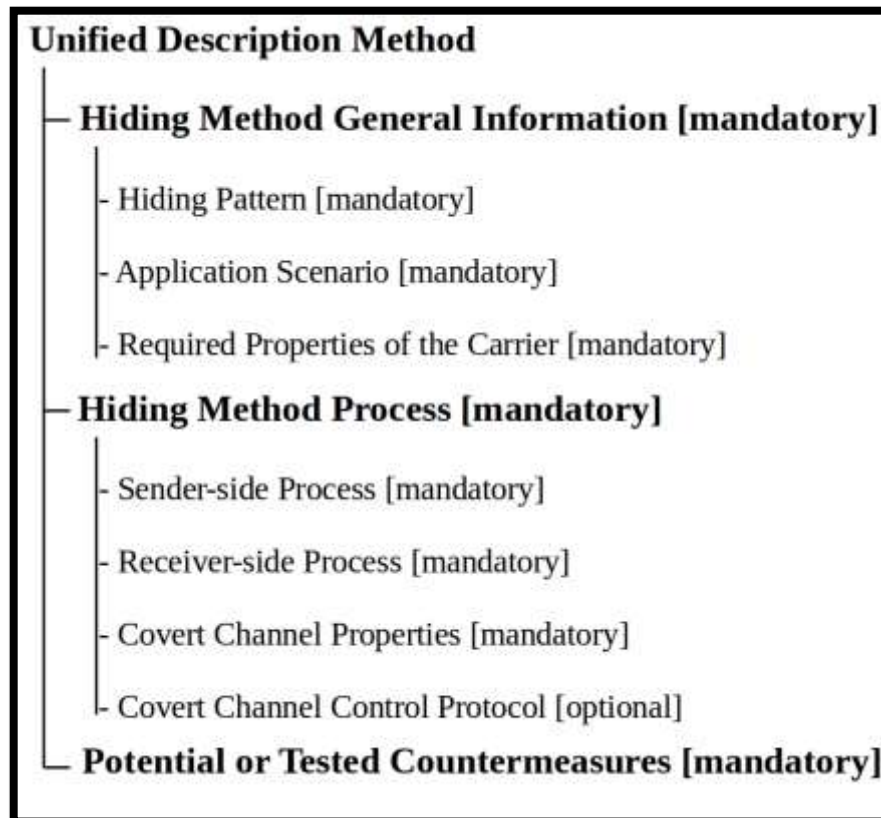 Unified Description Method
Hiding Method General Information [mandatory]
- Hiding Pattern [mandatory]
- Application Scenario [mandatory]
- Required Properties of the Carrier [mandatory]
Hiding Method Process [mandatory]
- Sender-side Process [mandatory]
- Receiver-side Process [mandatory]
- Covert Channel Properties [mandatory]
- Covert Channel Control Protocol [optional]
Potential or Tested Countermeasures [mandatory]